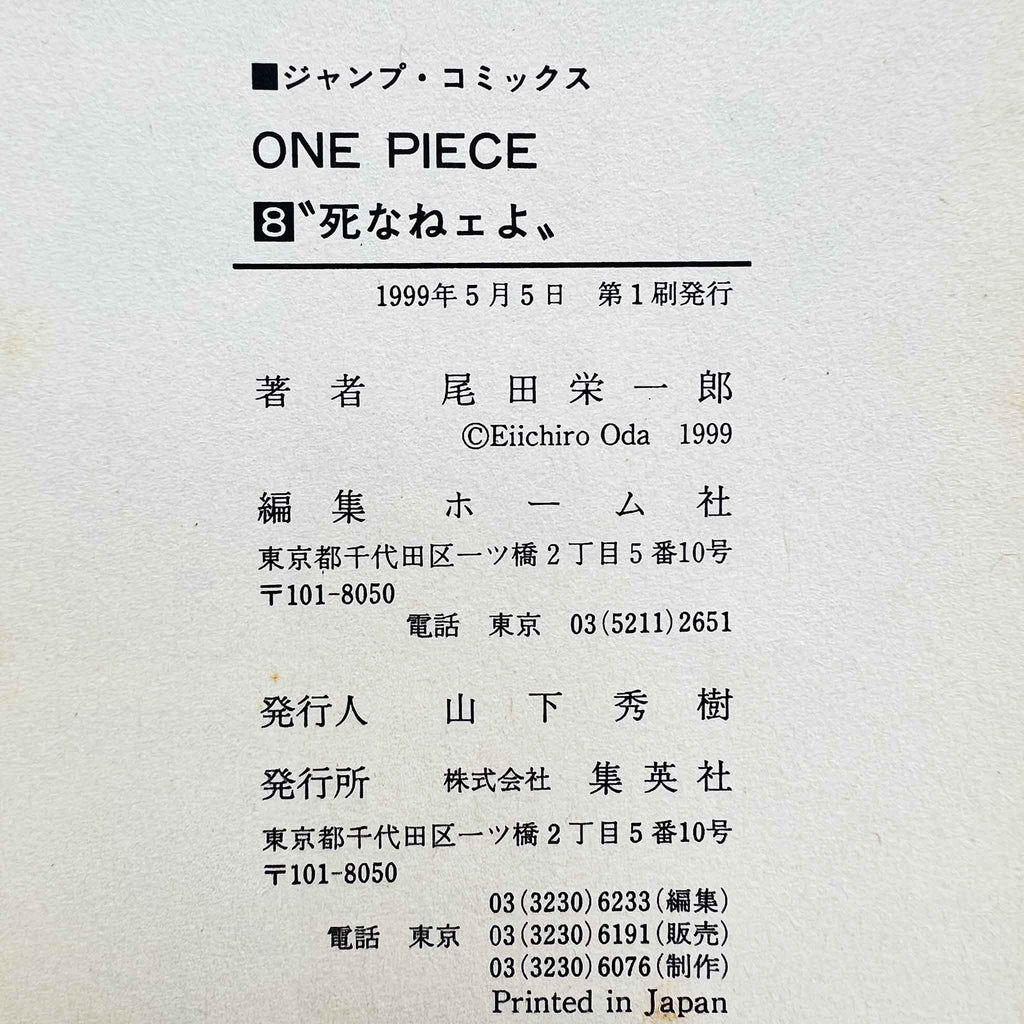 ■ジャンプ・コミックス
ONE PIECE
8〝死なねェよ〟
1999年5月5日　第1刷発行
著者　尾田栄一郎
©Eiichiro Oda 1999
編集　ホーム社
東京都千代田区一ツ橋2丁目5番10号
〒101-8050
電話　東京　03(5211)2651
発行人　山下秀樹
発行所　株式会社　集英社
東京都千代田区一ツ橋2丁目5番10号
〒101-8050
03(3230)6233(編集)
電話　東京　03(3230)6191(販売)
03(3230)6076(制作)
Printed in Japan